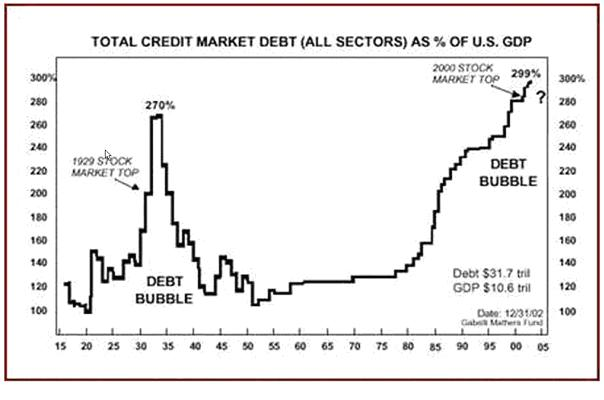 TOTAL CREDIT MARKET DEBT (ALL SECTORS) AS % OF U.S. GDP
2000 STOCK
MARKET TOP
299%
?
300%
280
260
240
220
200
180
160
140
120
100
270%
1929 STOCK
MARKET TOP
DEBT
BUBBLE
DEBT
BUBBLE
Debt $31.7 tril
GDP $10.6 tril
Date: 12/31/02
Gabelli Mathers Fund
300%
280
260
240
220
200
180
160
140
120
100
15 20 25 30 35 40 45 50 55 60 65 70 75 80 85 90 95 00 05